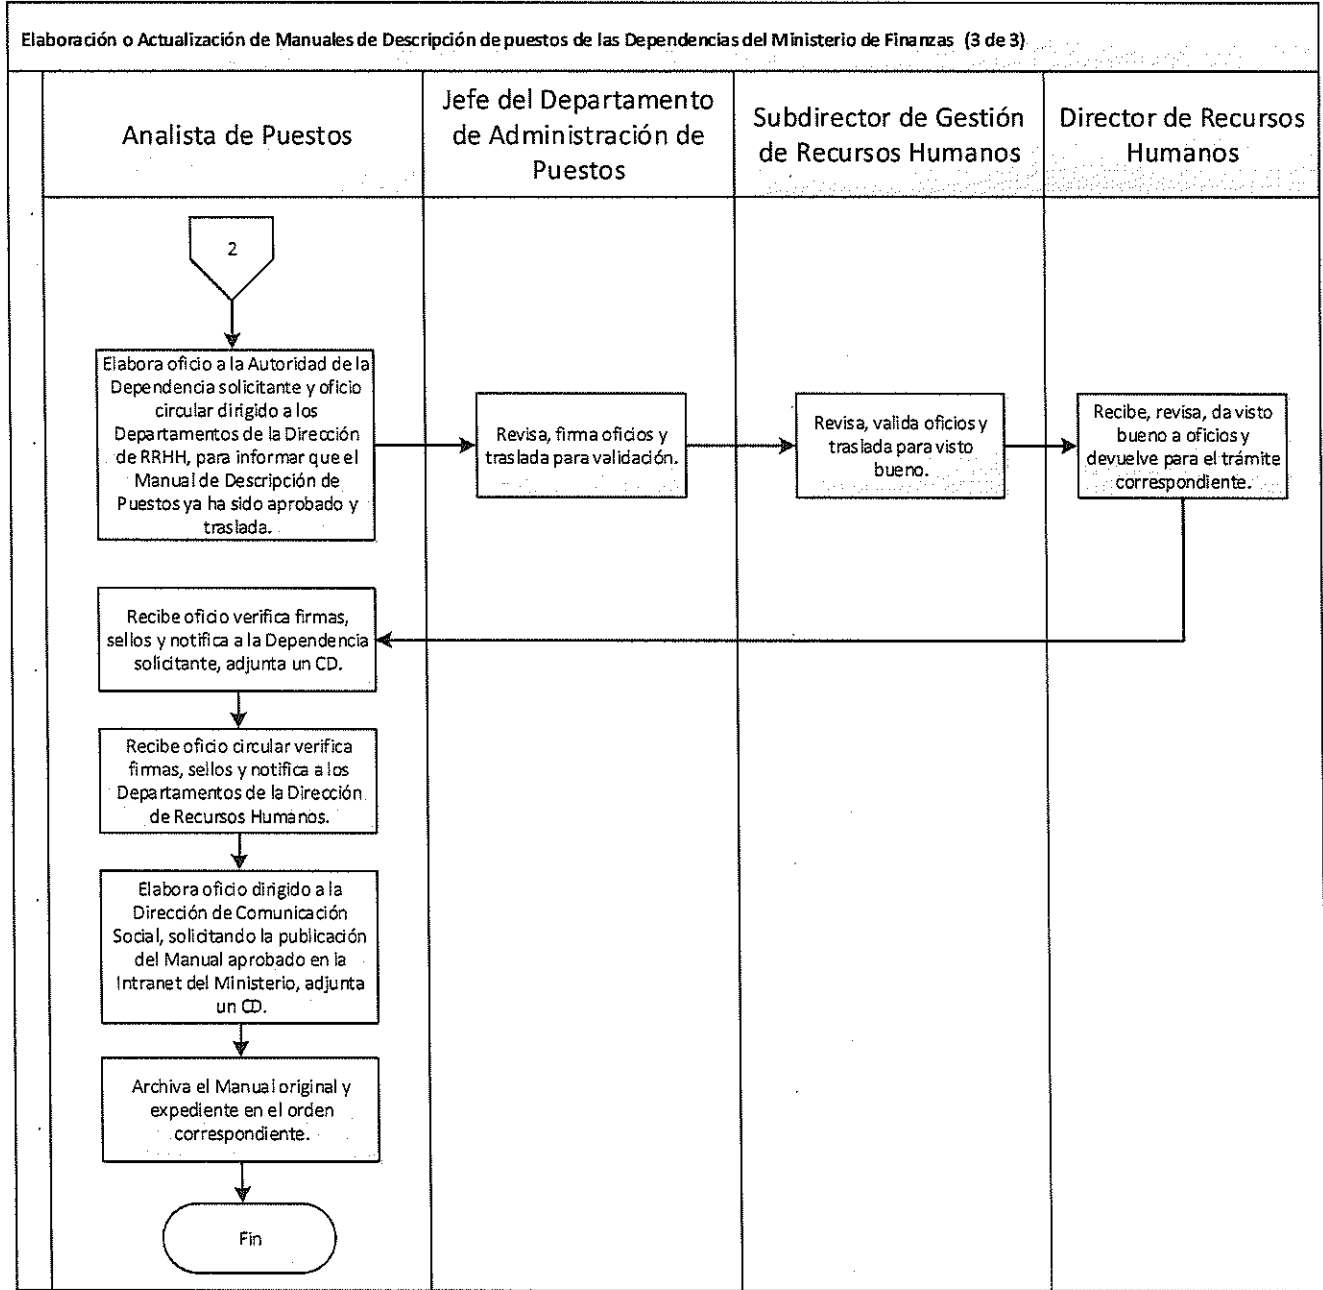 Elaboración o Actualización de Manuales de Descripción de puestos de las Dependencias del Ministerio de Finanzas (3 de 3)
Analista de Puestos
Jefe del Departamento
de Administración de
Puestos
Subdirector de Gestión
de Recursos Humanos
Director de Recursos
Humanos
2
Elabora oficio a la Autoridad de la
Dependencia solicitante y oficio
circular dirigido a los
Departamentos de la Dirección
de RRHH, para informar que el
Manual de Descripción de
Puestos ya ha sido aprobado y
traslada.
Revisa, firma oficios y
traslada para validación.
Revisa, valida oficios y
traslada para visto
bueno.
Recibe, revisa, da visto
bueno a oficios y
devuelve para el trámite
correspondiente.
Recibe oficio verifica firmas,
sellos y notifica a la Dependencia
solicitante, adjunta un CD.
Recibe oficio circular verifica
firmas, sellos y notifica a los
Departamentos de la Dirección
de Recursos Humanos.
Elabora oficio dirigido a la
Dirección de Comunicación
Social, solicitando la publicación
del Manual aprobado en la
Intranet del Ministerio, adjunta
un CD.
Archiva el Manual original y
expediente en el orden
correspondiente.
Fin